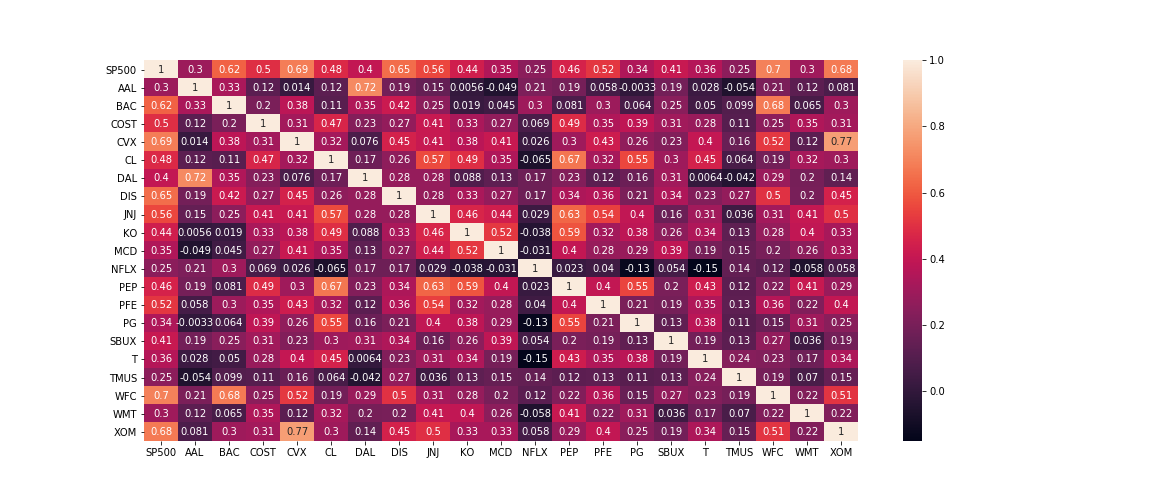 SP500 1 0.3 0.62 0.5 0.69 0.48 0.4 0.65 0.56 0.44 0.35 0.25 0.46 0.52 0.34 0.41 0.36 0.25 0.7 0.3 0.68
AAL 0.3 1 0.33 0.12 0.014 0.12 0.72 0.19 0.15 0.0056 -0.049 0.21 0.19 0.058 -0.0033 0.19 0.028 -0.054 0.21 0.12 0.081
BAC 0.62 0.33 1 0.2 0.38 0.11 0.35 0.42 0.25 0.019 0.045 0.3 0.081 0.3 0.064 0.25 0.05 0.099 0.68 0.065 0.3
COST 0.5 0.12 0.2 1 0.31 0.47 0.23 0.27 0.41 0.33 0.27 0.069 0.49 0.35 0.39 0.31 0.28 0.11 0.25 0.35 0.31
CVX 0.69 0.014 0.38 0.31 1 0.32 0.076 0.45 0.41 0.38 0.41 0.026 0.3 0.43 0.26 0.23 0.4 0.16 0.52 0.12 0.77
CL 0.48 0.12 0.11 0.47 0.32 1 0.17 0.26 0.57 0.49 0.35 -0.065 0.67 0.32 0.55 0.3 0.45 0.064 0.19 0.32 0.3
DAL 0.4 0.72 0.35 0.23 0.076 0.17 1 0.28 0.28 0.088 0.13 0.17 0.23 0.12 0.16 0.31 0.0064 -0.042 0.29 0.2 0.14
DIS 0.65 0.19 0.42 0.27 0.45 0.26 0.28 1 0.28 0.33 0.27 0.17 0.34 0.36 0.21 0.34 0.23 0.27 0.5 0.2 0.45
JNJ 0.56 0.15 0.25 0.41 0.41 0.57 0.28 0.28 1 0.46 0.44 0.029 0.63 0.54 0.4 0.16 0.31 0.036 0.31 0.41 0.5
KO 0.44 0.0056 0.019 0.33 0.38 0.49 0.088 0.33 0.46 1 0.52 -0.038 0.59 0.32 0.38 0.26 0.34 0.13 0.28 0.4 0.33
MCD 0.35 -0.049 0.045 0.27 0.41 0.35 0.13 0.27 0.44 0.52 1 -0.031 0.4 0.28 0.29 0.39 0.19 0.15 0.2 0.26 0.33
NFLX 0.25 0.21 0.3 0.069 0.026 -0.065 0.17 0.17 0.029 -0.038 -0.031 1 0.023 0.04 -0.13 0.054 -0.15 0.14 0.12 -0.058 0.058
PEP 0.46 0.19 0.081 0.49 0.3 0.67 0.23 0.34 0.63 0.59 0.4 0.023 1 0.4 0.55 0.2 0.43 0.12 0.22 0.41 0.29
PFE 0.52 0.058 0.3 0.35 0.43 0.32 0.12 0.36 0.54 0.32 0.28 0.04 0.4 1 0.21 0.19 0.35 0.13 0.36 0.22 0.4
PG 0.34 -0.0033 0.064 0.39 0.26 0.55 0.16 0.21 0.4 0.38 0.29 -0.13 0.55 0.21 1 0.13 0.38 0.11 0.15 0.31 0.25
SBUX 0.41 0.19 0.25 0.31 0.23 0.3 0.31 0.34 0.16 0.26 0.39 0.054 0.2 0.19 0.13 1 0.19 0.13 0.27 0.036 0.19
T 0.36 0.028 0.05 0.28 0.4 0.45 0.0064 0.23 0.31 0.34 0.19 -0.15 0.43 0.35 0.38 0.19 1 0.24 0.23 0.17 0.34
TMUS 0.25 -0.054 0.099 0.11 0.16 0.064 -0.042 0.27 0.036 0.13 0.15 0.14 0.12 0.13 0.11 0.13 0.24 1 0.19 0.07 0.15
WFC 0.7 0.21 0.68 0.25 0.52 0.19 0.29 0.5 0.31 0.28 0.2 0.12 0.22 0.36 0.15 0.27 0.23 0.19 1 0.22 0.51
WMT 0.3 0.12 0.065 0.35 0.12 0.32 0.2 0.2 0.41 0.4 0.26 -0.058 0.41 0.22 0.31 0.036 0.17 0.07 0.22 1 0.22
XOM 0.68 0.081 0.3 0.31 0.77 0.3 0.14 0.45 0.5 0.33 0.33 0.058 0.29 0.4 0.25 0.19 0.34 0.15 0.51 0.22 1
SP500 AAL BAC COST CVX CL DAL DIS JNJ KO MCD NFLX PEP PFE PG SBUX T TMUS WFC WMT XOM
1.0
0.8
0.6
0.4
0.2
0.0